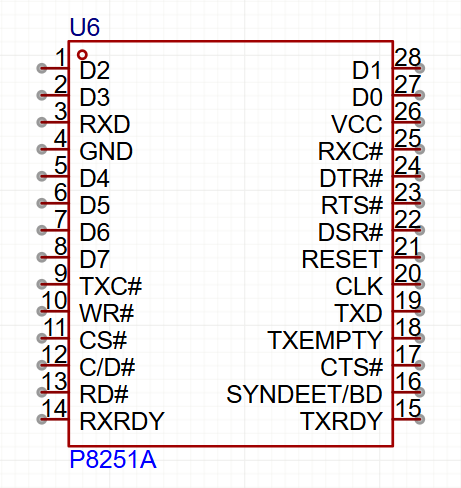 U6
1 D2 D1 28
2 D3 D0 27
3 RXD VCC 26
4 GND RXC# 25
5 D4 DTR# 24
6 D5 RTS# 23
7 D6 DSR# 22
8 D7 RESET 21
9 TXC# CLK 20
10 WR# TXD 19
11 CS# TXEMPTY 18
12 C/D# CTS# 17
13 RD# SYNDEET/BD 16
14 RXRDY TXRDY 15
P8251A